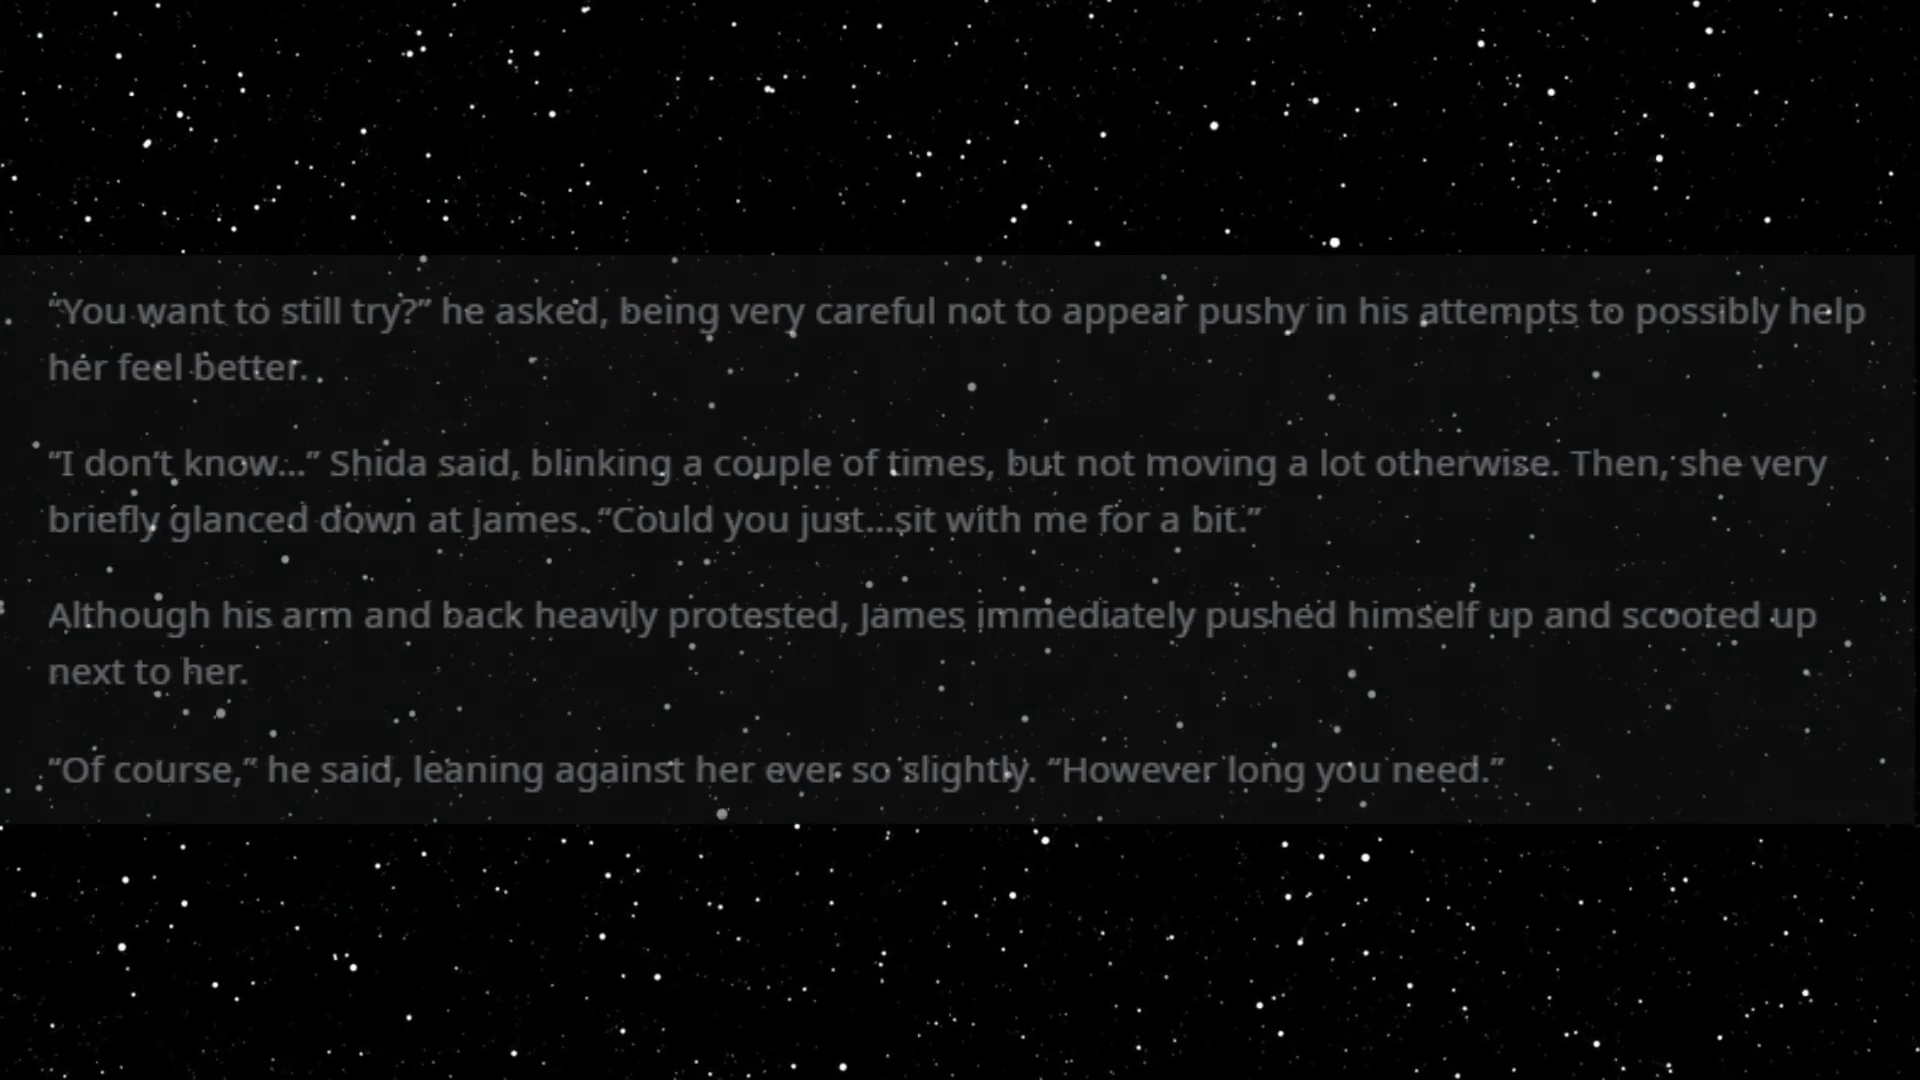 “You want to still try?” he asked, being very careful not to appear pushy in his attempts to possibly help
her feel better.
“I don’t know...” Shida said, blinking a couple of times, but not moving a lot otherwise. Then, she very
briefly glanced down at James. “Could you just...sit with me for a bit.”
Although his arm and back heavily protested, James immediately pushed himself up and scooted up
next to her.
“Of course,” he said, leaning against her ever so slightly. “However long you need.”